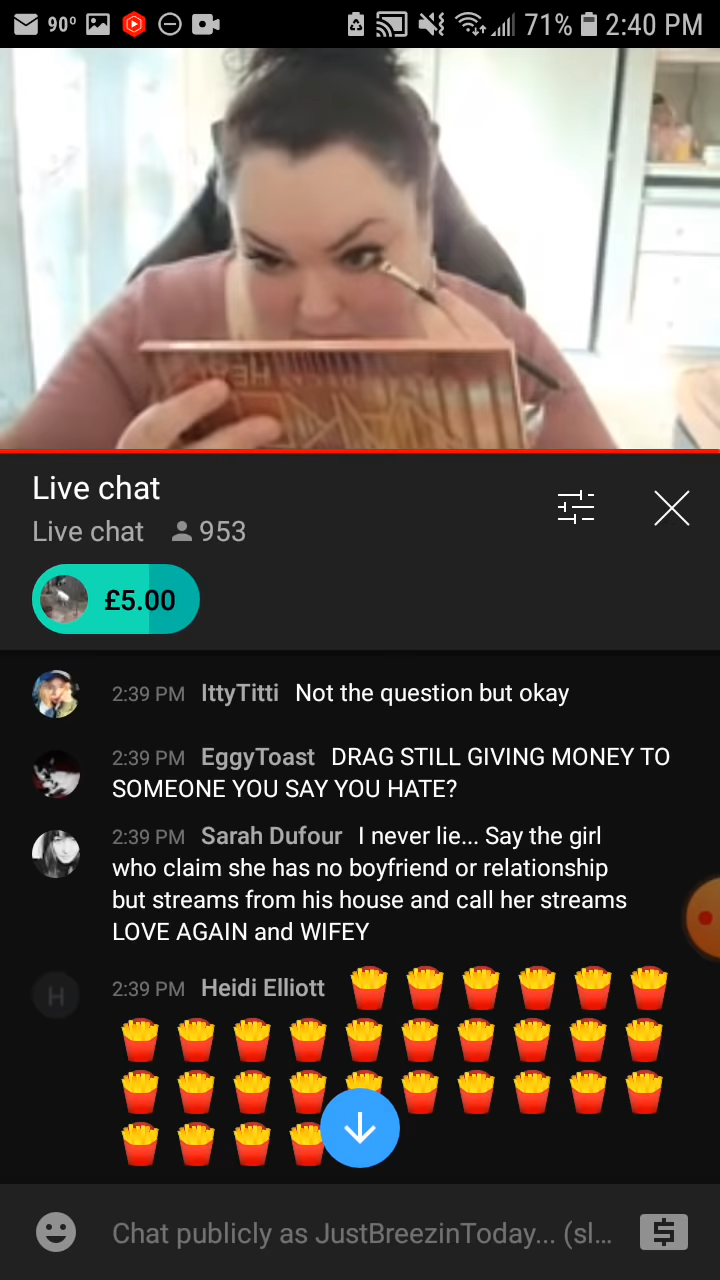 90° 71% 2:40 PM
Live chat
Live chat 953
£5.00
2:39 PM IttyTitti Not the question but okay
2:39 PM EggyToast DRAG STILL GIVING MONEY TO
SOMEONE YOU SAY YOU HATE?
2:39 PM Sarah Dufour I never lie... Say the girl
who claim she has no boyfriend or relationship
but streams from his house and call her streams
LOVE AGAIN and WIFEY
H
2:39 PM Heidi Elliott
Chat publicly as JustBreezinToday... (sl...
$